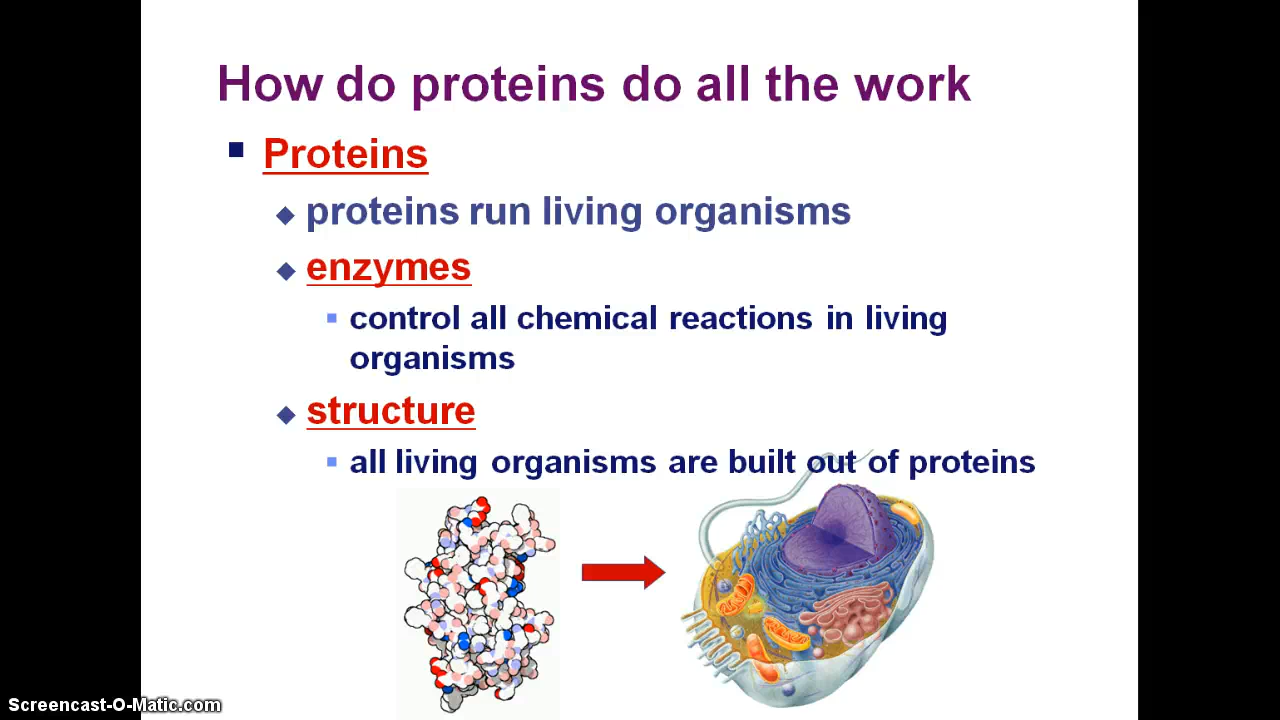 How do proteins do all the work
Proteins
proteins run living organisms
enzymes
control all chemical reactions in living
organisms
structure
all living organisms are built out of proteins
Screencast-O-Matic.com